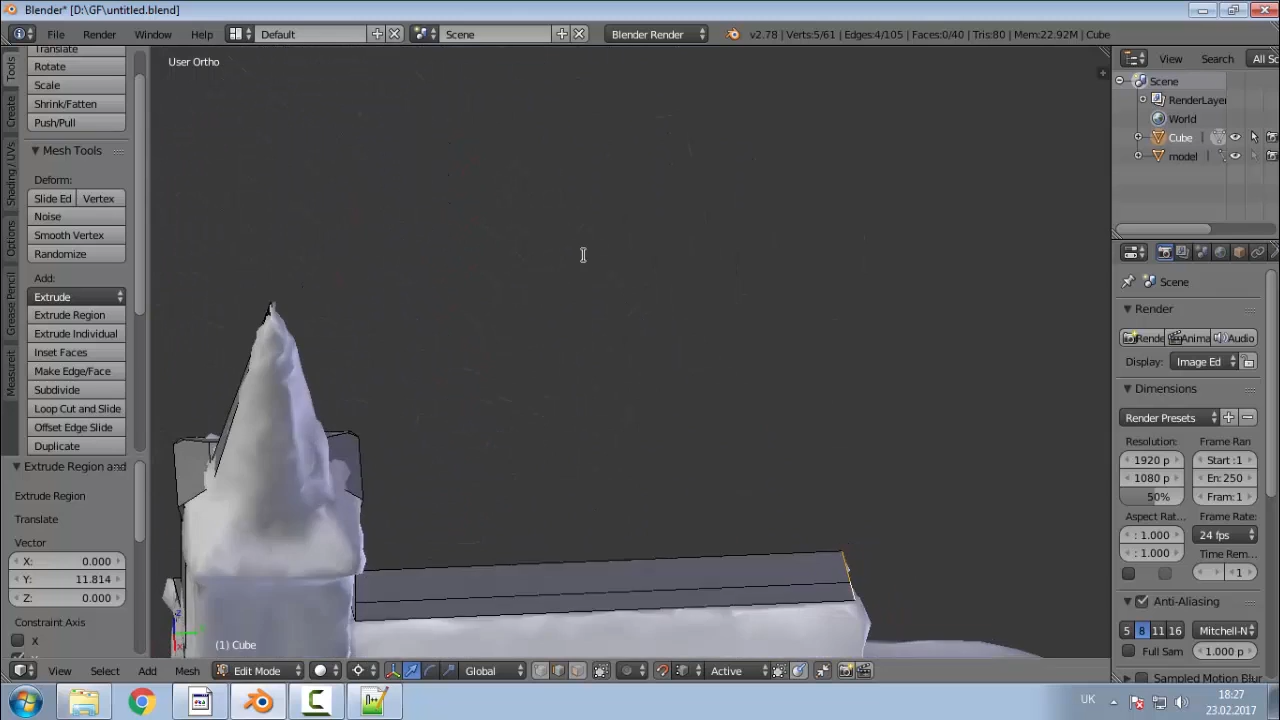 Blender* [D:\GF\untitled.blend]
File Render Window Help Default Scene Blender Render v2.78 | Verts:5/61 | Edges:4/105 | Faces:0/40 | Tris:80 | Mem:22.92M | Cube
Translate
Rotate
Scale
Shrink/Fatten
Push/Pull
Mesh Tools
Deform:
Slide Ed Vertex
Noise
Smooth Vertex
Randomize
Add:
Extrude
Extrude Region
Extrude Individual
Inset Faces
Make Edge/Face
Subdivide
Loop Cut and Slide
Offset Edge Slide
Duplicate
Extrude Region and
Extrude Region
Translate
Vector
X: 0.000
Y: 11.814
Z: 0.000
Constraint Axis
X
Tools
Create
Shading / UVs
Options
Grease Pencil
Measureit
User Ortho
(1) Cube
View Select Add Mesh Edit Mode Global Active
View Search All Sc
Scene
RenderLayer
World
Cube
model
Scene
Render
Rende Anima Audio
Display: Image Ed
Dimensions
Render Presets
Resolution: Frame Ran
1920 p Start :1
1080 p En: 250
50% Fram: 1
Aspect Rat... Frame Rate:
: 1.000 24 fps
: 1.000 Time Rem...
1
Anti-Aliasing
5 8 11 16 Mitchell-N
Full Sam 1.000 p
Sampled Motion Blur
UK 18:27
23.02.2017